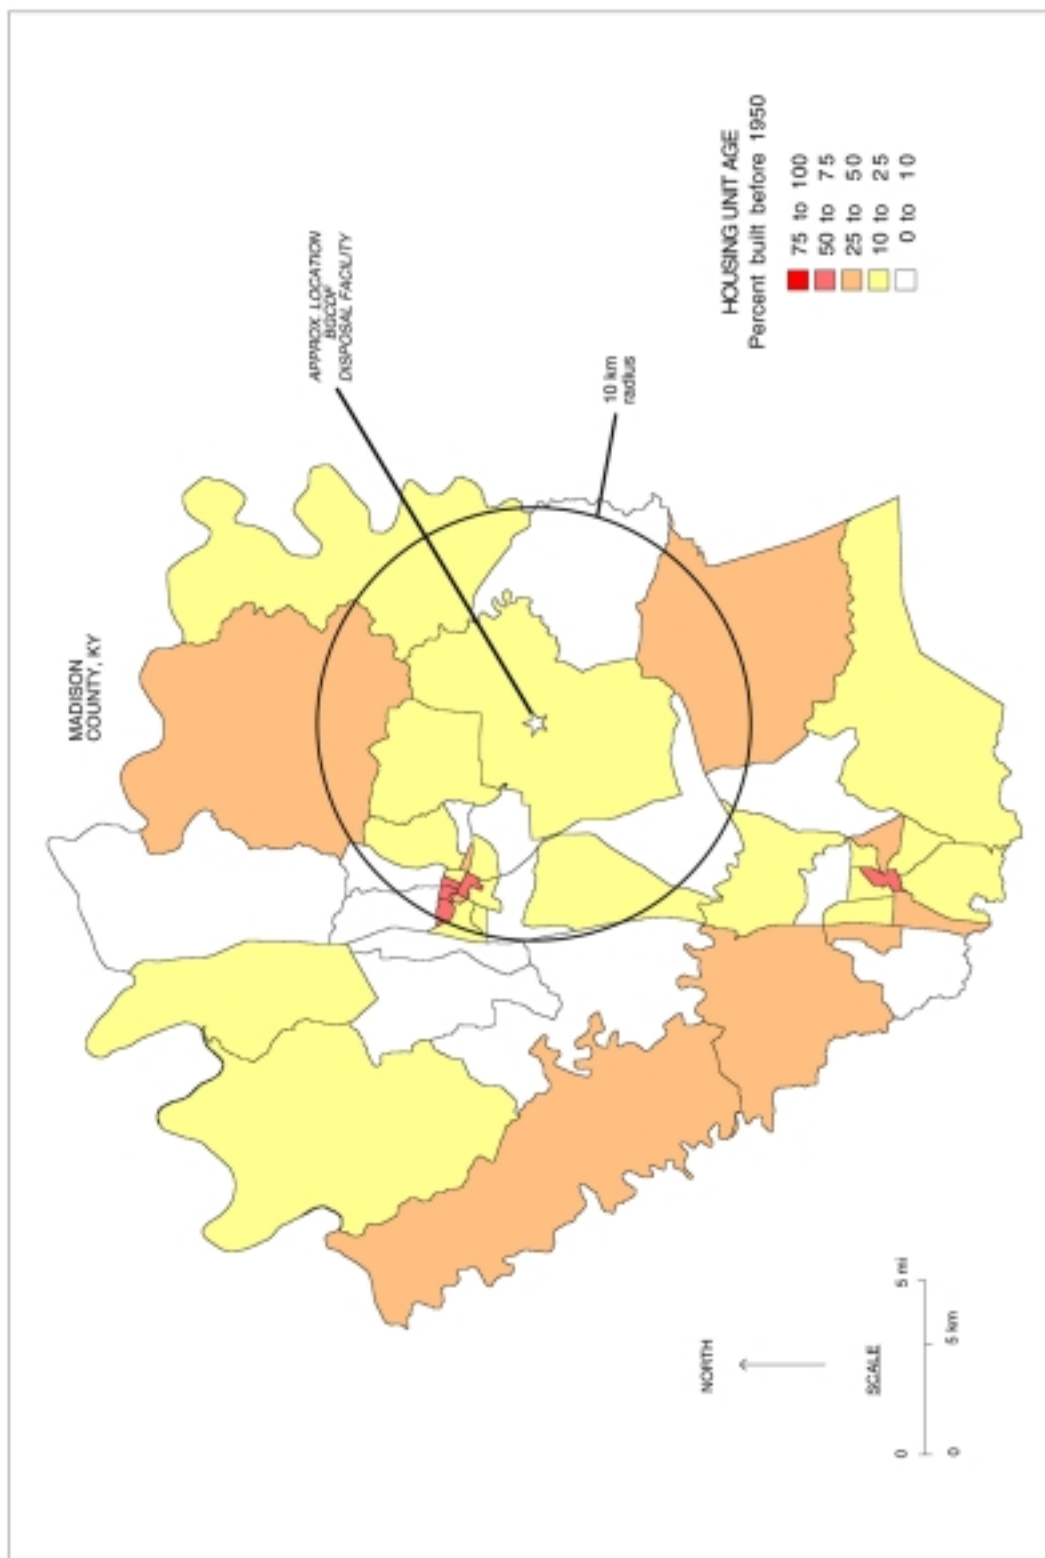 MADISON
COUNTY, KY
APPROX. LOCATION
BGCDF
DISPOSAL FACILITY
10 km
radius
HOUSING UNIT AGE
Percent built before 1950
75 to 100
50 to 75
25 to 50
10 to 25
0 to 10
NORTH
SCALE
0 5 mi
0 5 km